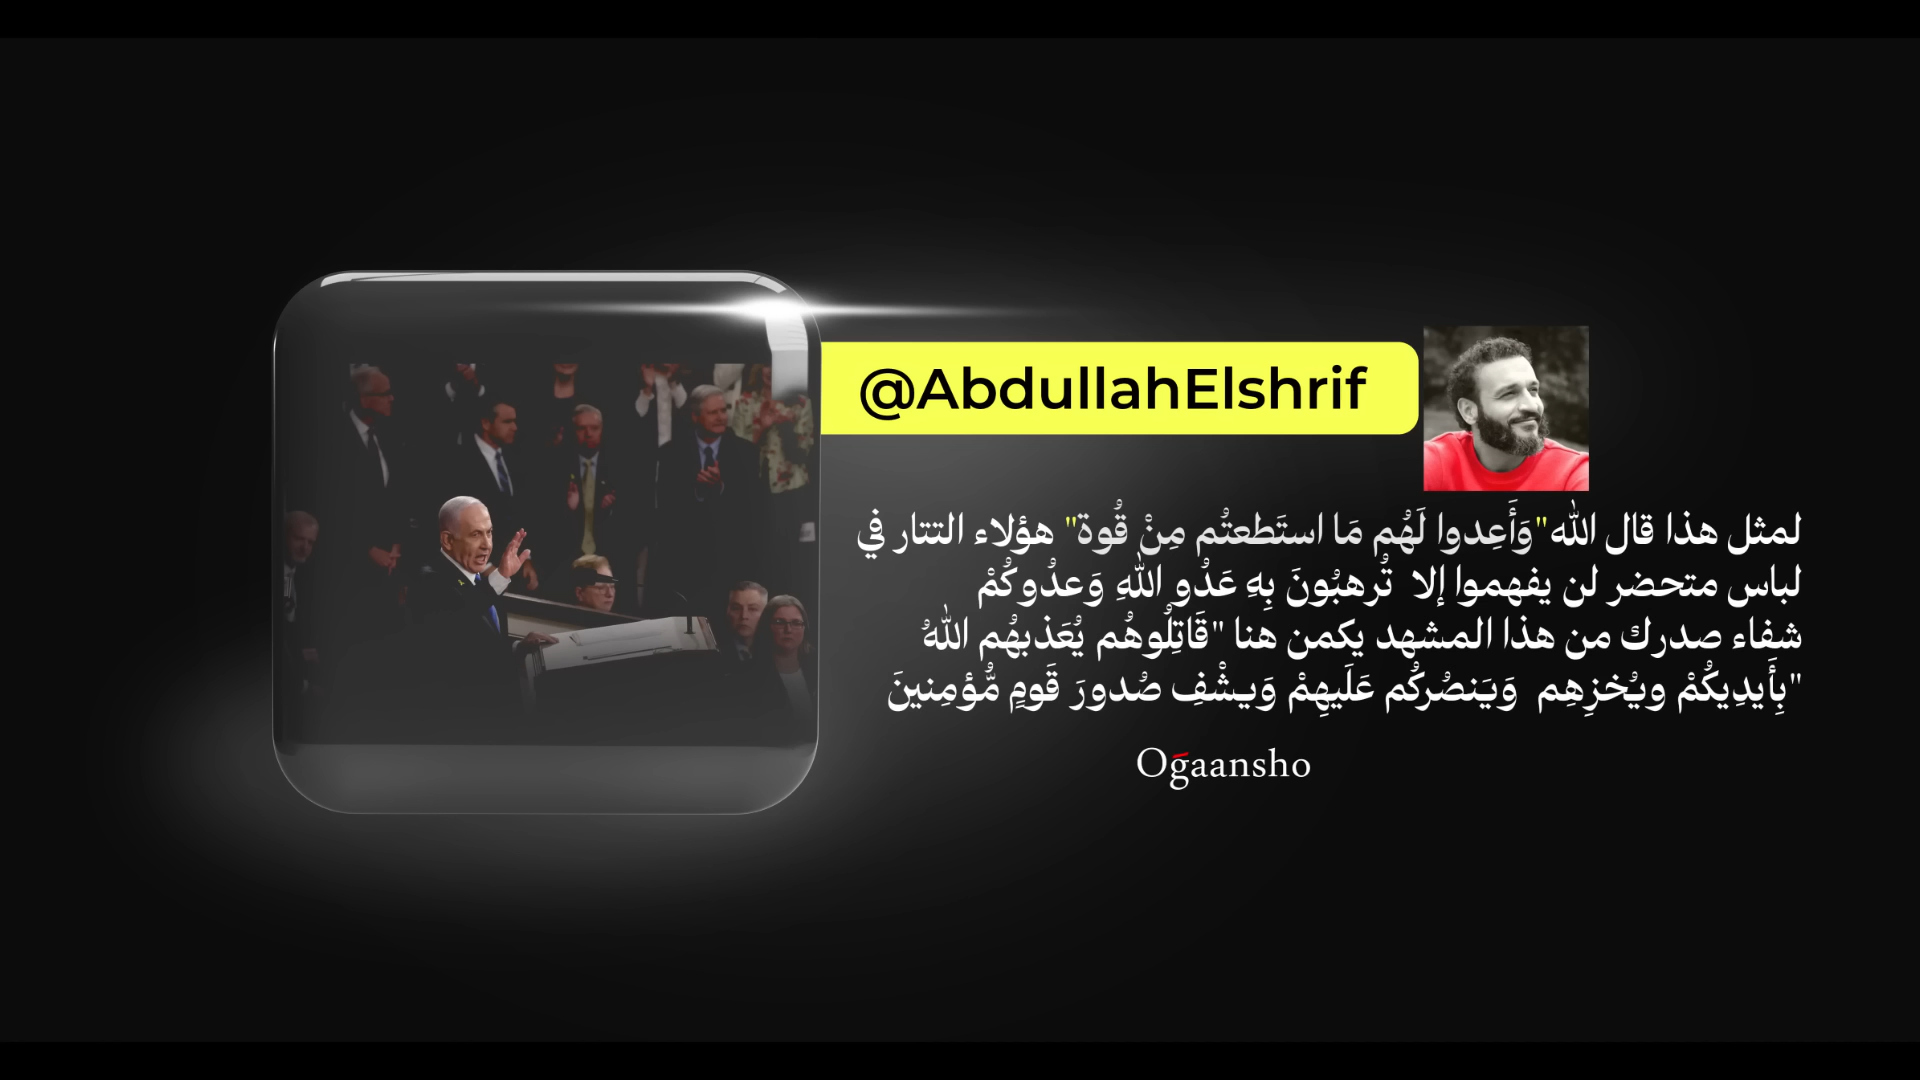 @AbdullahElshrif
لمثل هذا قال الله"وَأَعِدوا لَهُم مَا استَطعتُم مِنْ قُوة" هؤلاء التتار في
لباس متحضر لن يفهموا إلا تُرهبُونَ بِهِ عَدُو اللهِ وَعدُوكُمْ
شفاء صدرك من هذا المشهد يكمن هنا "قَاتِلُوهُم يُعَذبهُم اللهُ
"بِأَيدِيكُمْ ويُخزِهِم وَيَنصُركُم عَلَيهِمْ وَيشْفِ صُدورَ قَومٍ مُّؤمِنينَ
Ogaansho